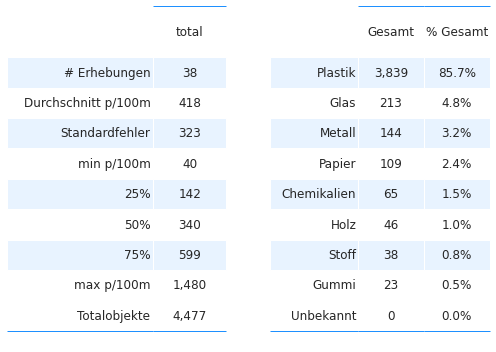 total
# Erhebungen 38
Durchschnitt p/100m 418
Standardfehler 323
min p/100m 40
25% 142
50% 340
75% 599
max p/100m 1,480
Totalobjekte 4,477
Gesamt % Gesamt
Plastik 3,839 85.7%
Glas 213 4.8%
Metall 144 3.2%
Papier 109 2.4%
Chemikalien 65 1.5%
Holz 46 1.0%
Stoff 38 0.8%
Gummi 23 0.5%
Unbekannt 0 0.0%